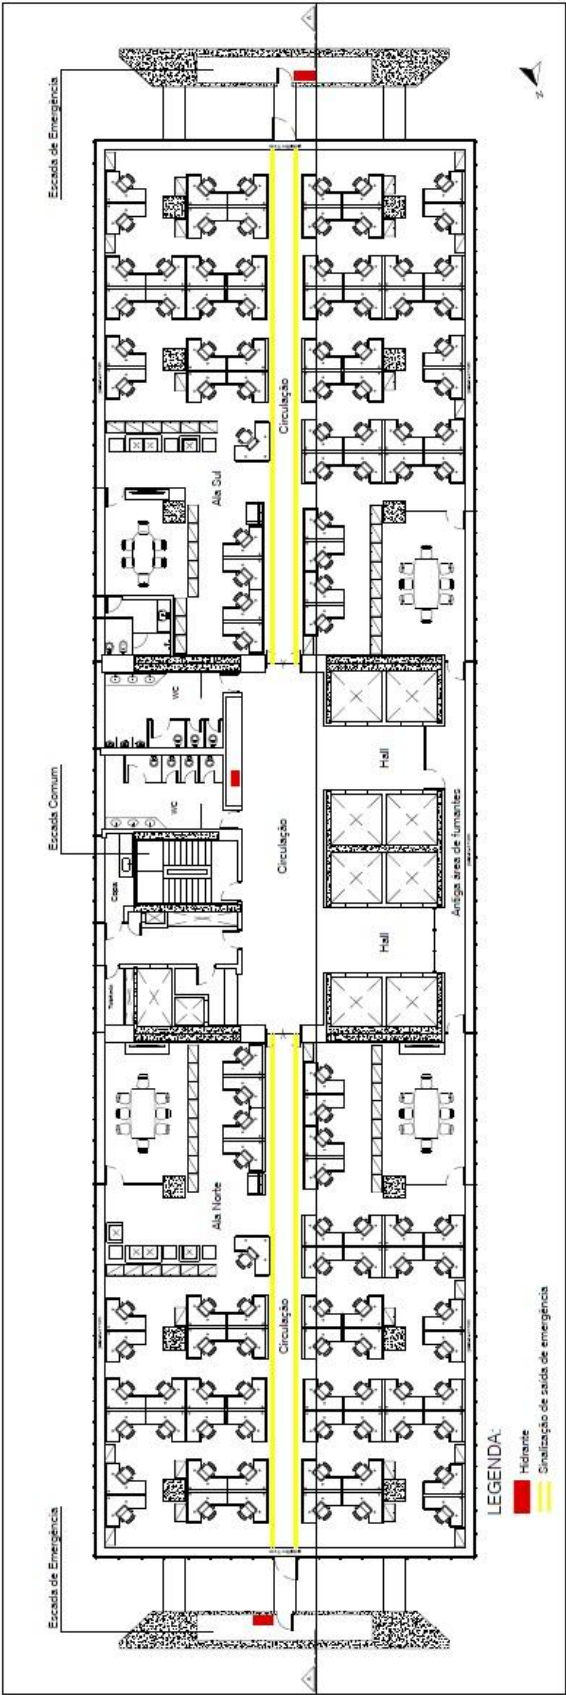 Escada de Emergência
Escada Comum
Escada de Emergência
Circulação
Ala Sul
WC
WC
Copa
Circulação
Hall
Hall
Antiga área de fumantes
Ala Norte
Circulação
N
LEGENDA:
Hidrante
Sinalização de saída de emergência